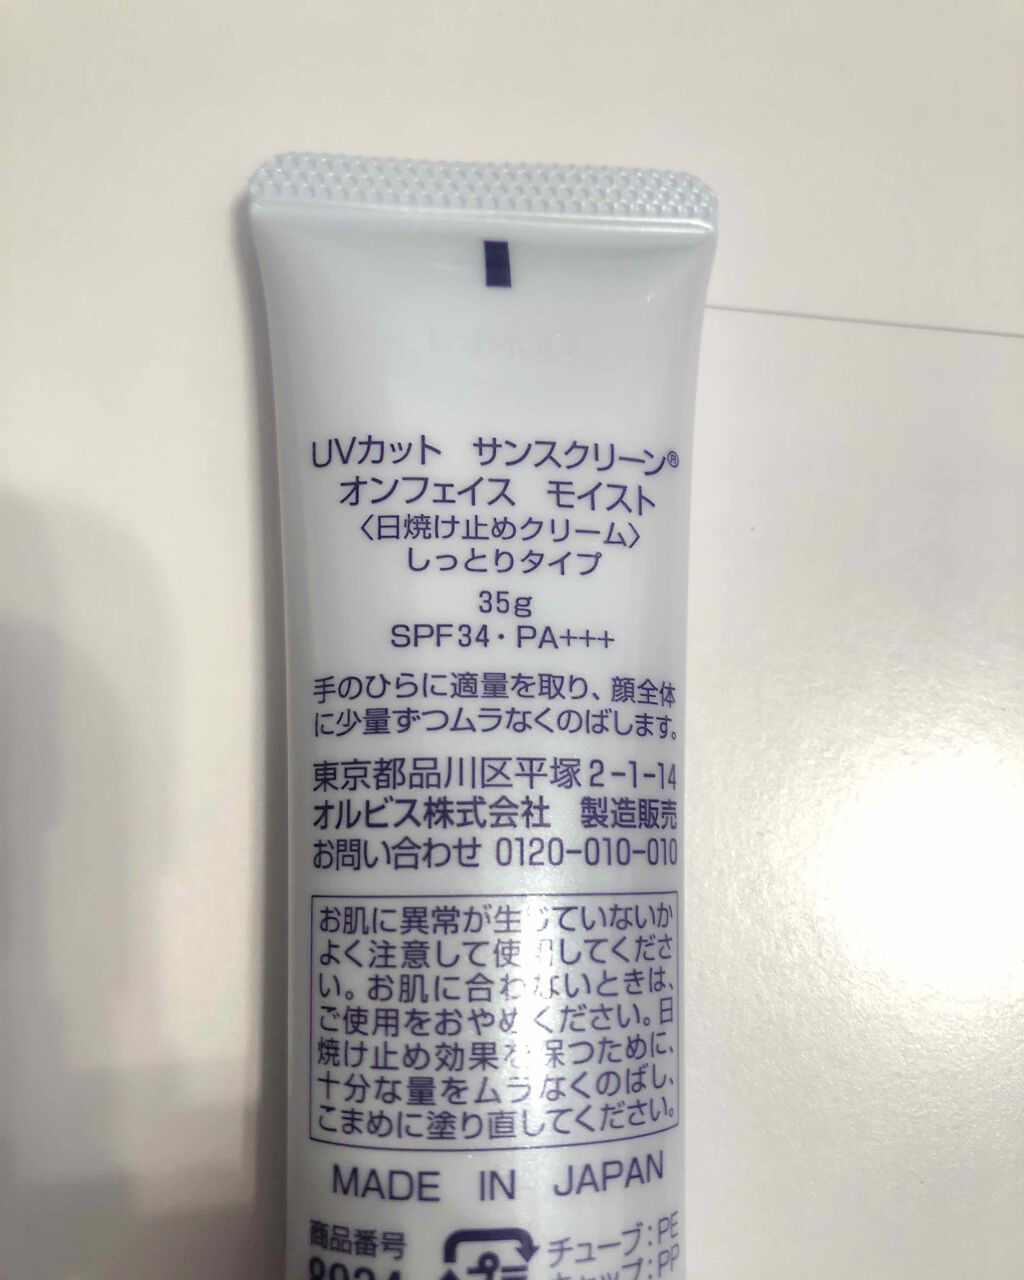 UVカット サンスクリーン®
オンフェイス モイスト
〈日焼け止めクリーム〉
しっとりタイプ
35g
SPF34・PA+++
手のひらに適量を取り、顔全体
に少量ずつムラなくのばします。
東京都品川区平塚2-1-14
オルビス株式会社 製造販売
お問い合わせ 0120-010-010
お肌に異常が生じていないか
よく注意して使用してくださ
い。お肌に合わないときは、
ご使用をおやめください。日
焼け止め効果を保つために、
十分な量をムラなくのばし、
こまめに塗り直してください。
MADE IN JAPAN
商品番号
チューブ:PE
キャップ:PP